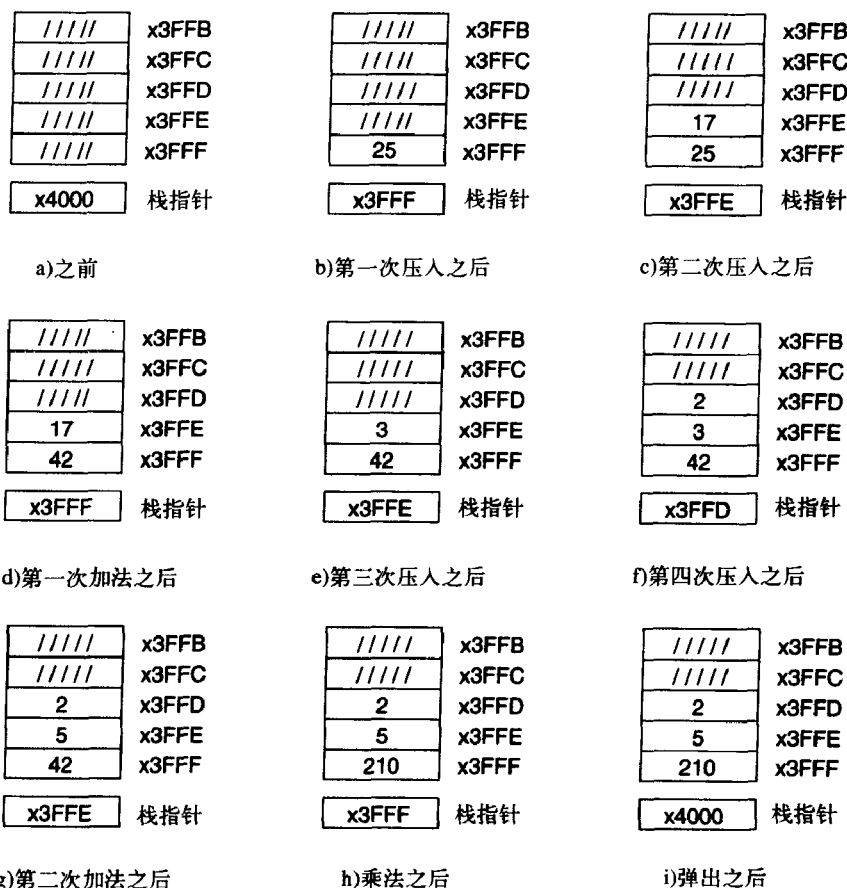 ///// x3FFB ///// x3FFB ///// x3FFB
///// x3FFC ///// x3FFC ///// x3FFC
///// x3FFD ///// x3FFD ///// x3FFD
///// x3FFE ///// x3FFE 17 x3FFE
///// x3FFF 25 x3FFF 25 x3FFF
x4000 栈指针 x3FFF 栈指针 x3FFE 栈指针
a)之前 b)第一次压入之后 c)第二次压入之后
///// x3FFB ///// x3FFB ///// x3FFB
///// x3FFC ///// x3FFC ///// x3FFC
///// x3FFD ///// x3FFD 2 x3FFD
17 x3FFE 3 x3FFE 3 x3FFE
42 x3FFF 42 x3FFF 42 x3FFF
x3FFF 栈指针 x3FFE 栈指针 x3FFD 栈指针
d)第一次加法之后 e)第三次压入之后 f)第四次压入之后
///// x3FFB ///// x3FFB ///// x3FFB
///// x3FFC ///// x3FFC ///// x3FFC
2 x3FFD 2 x3FFD 2 x3FFD
5 x3FFE 5 x3FFE 5 x3FFE
42 x3FFF 210 x3FFF 210 x3FFF
x3FFE 栈指针 x3FFF 栈指针 x4000 栈指针
g)第二次加法之后 h)乘法之后 i)弹出之后